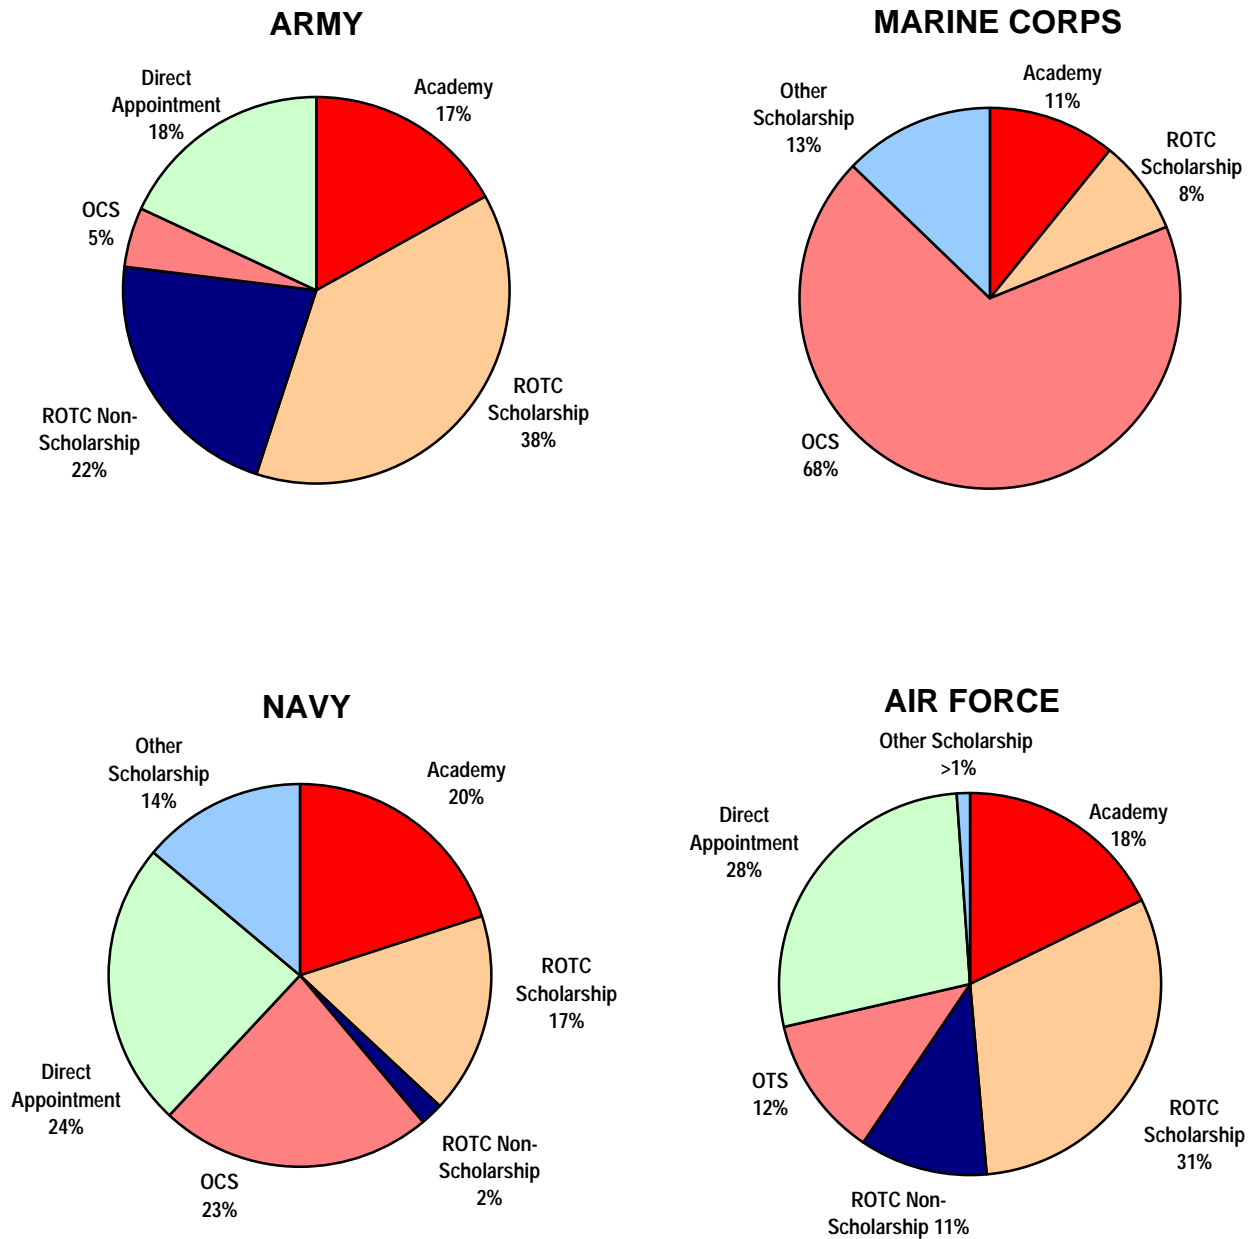 ARMY
Direct
Appointment
18%
Academy
17%
OCS
5%
ROTC Non-
Scholarship
22%
ROTC
Scholarship
38%
MARINE CORPS
Other
Scholarship
13%
Academy
11%
ROTC
Scholarship
8%
OCS
68%
NAVY
Other
Scholarship
14%
Academy
20%
ROTC
Scholarship
17%
Direct
Appointment
24%
OCS
23%
ROTC Non-
Scholarship
2%
AIR FORCE
Other Scholarship
>1%
Direct
Appointment
28%
Academy
18%
OTS
12%
ROTC
Scholarship
31%
ROTC Non-
Scholarship 11%